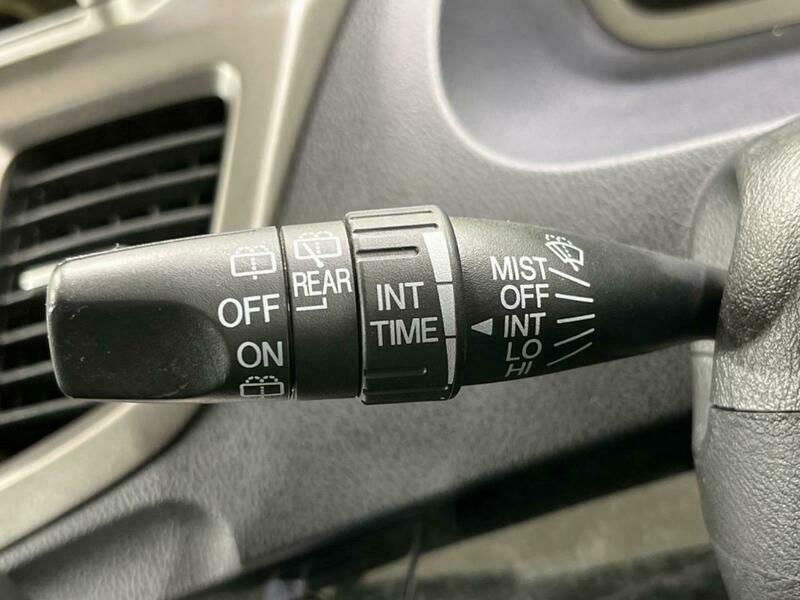 OFF
ON
REAR
INT
TIME
MIST
OFF
INT
LO
HI